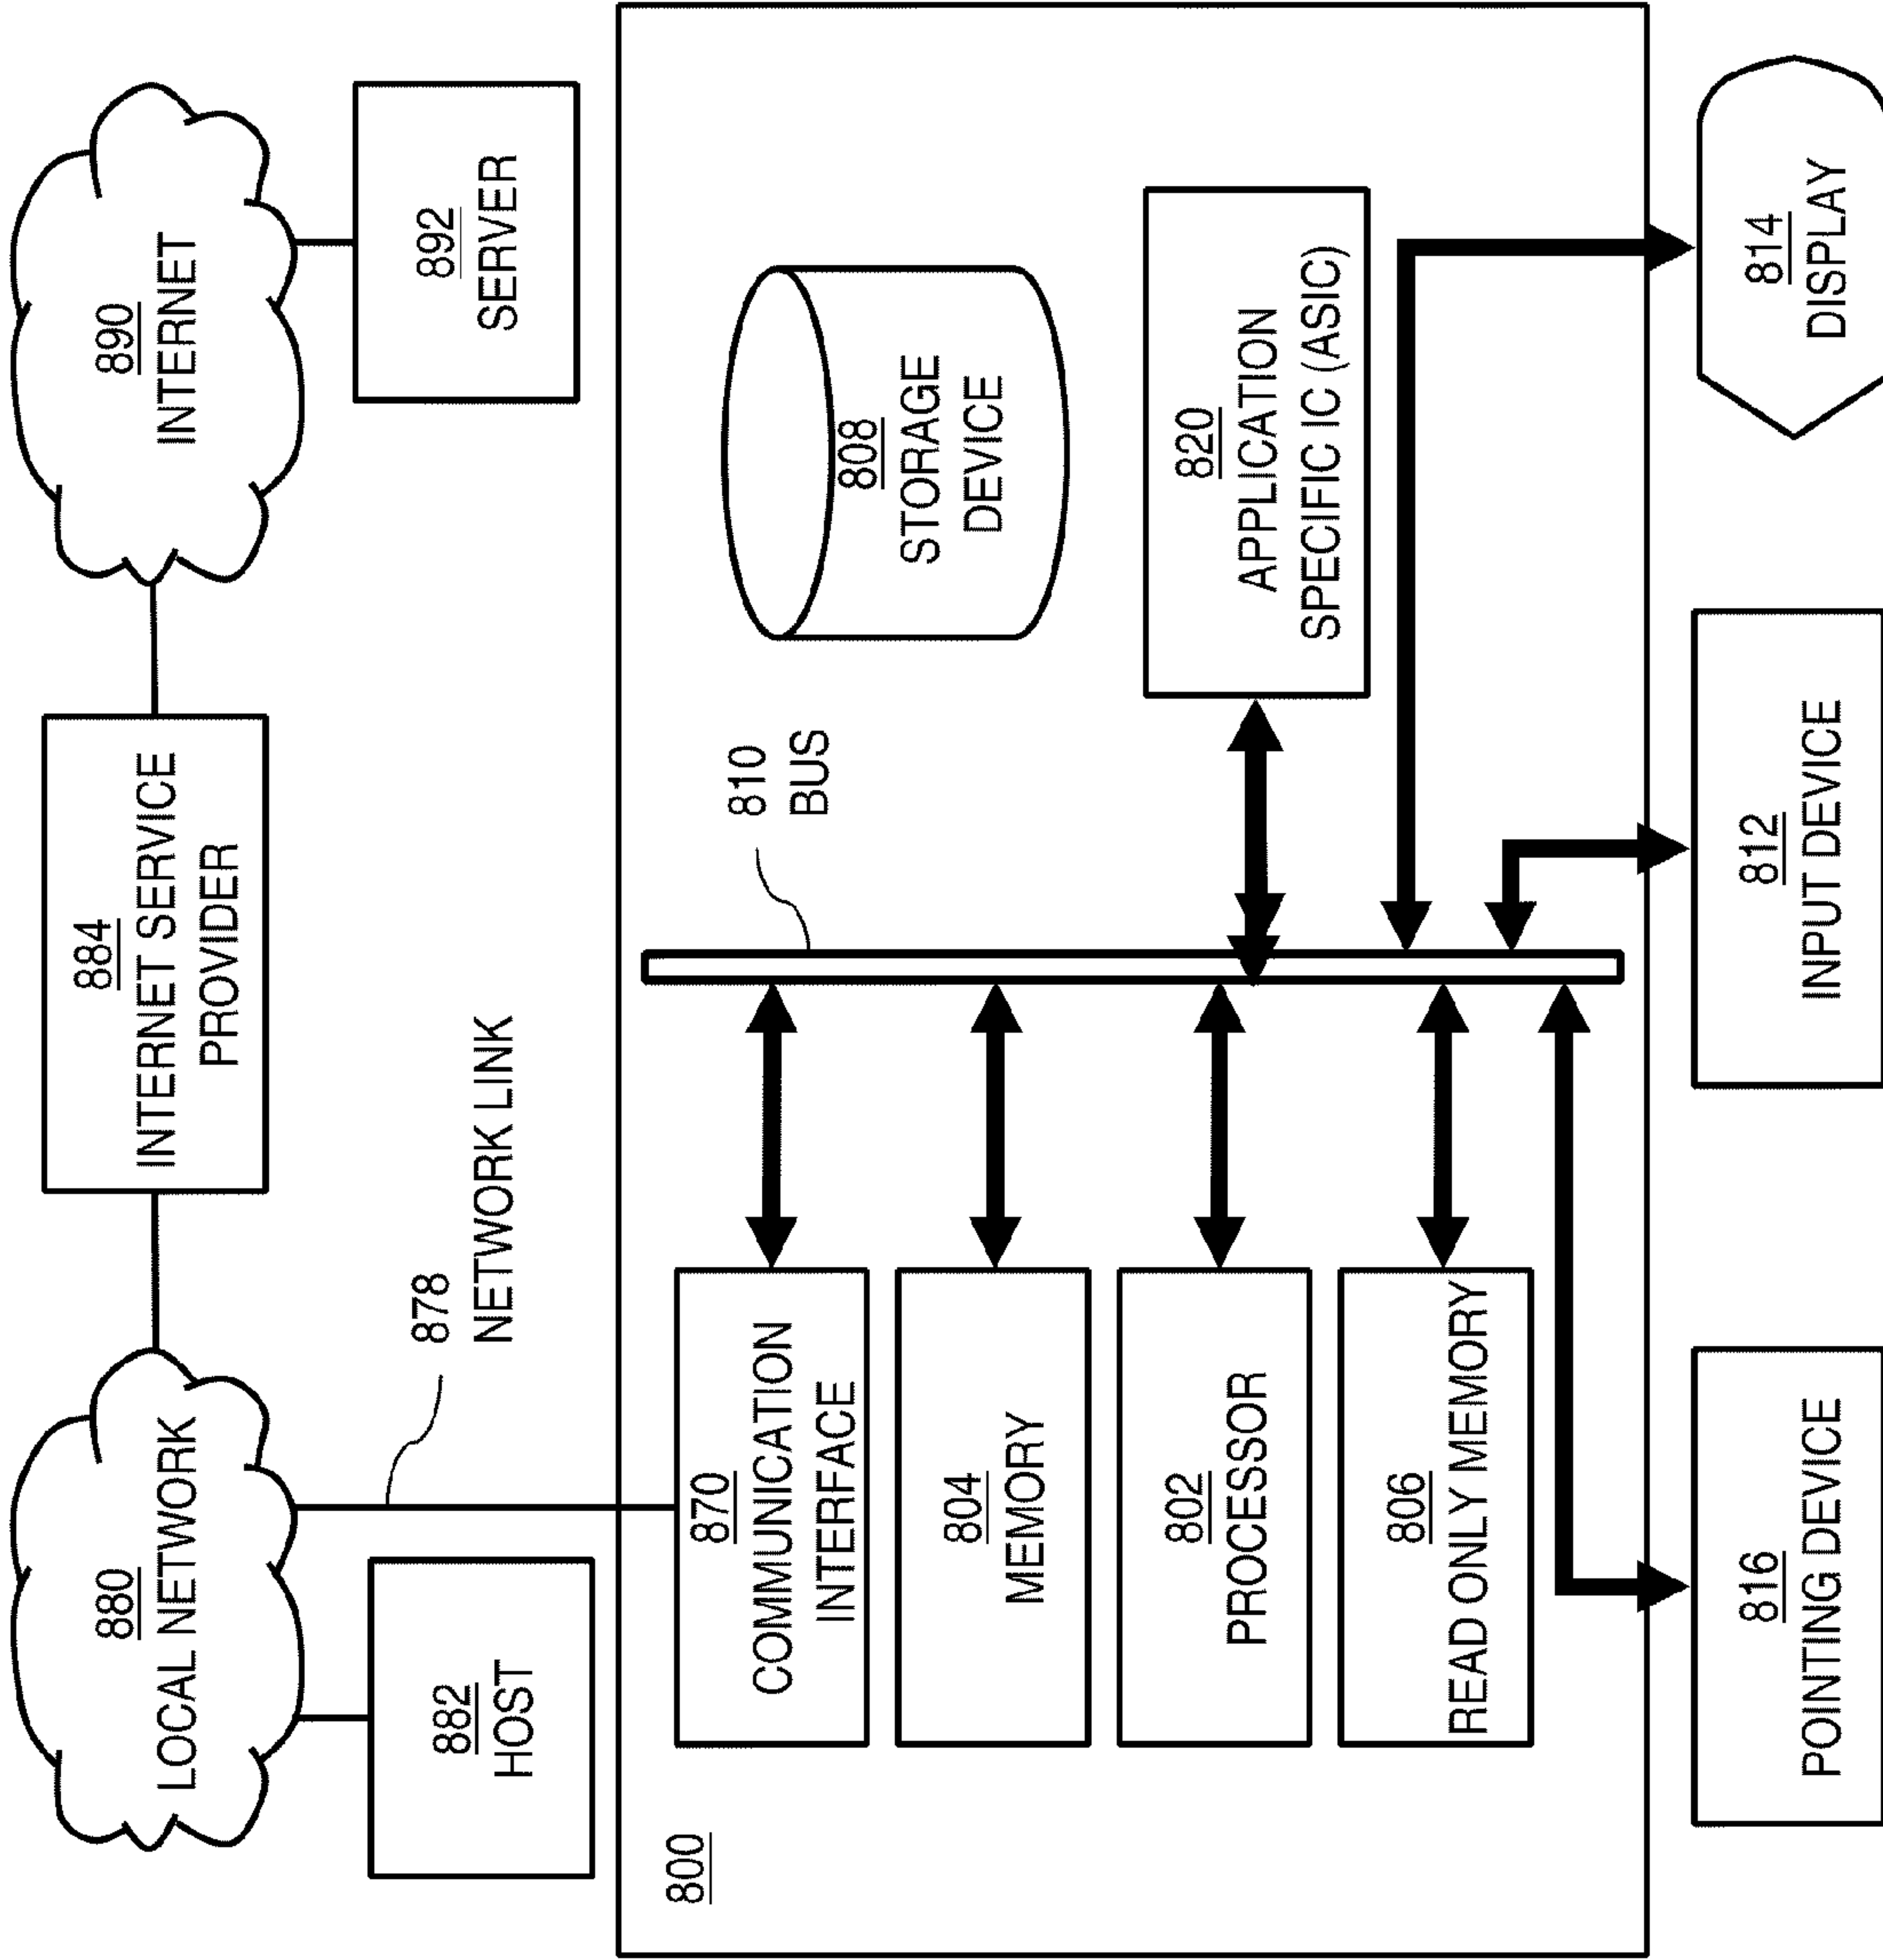 880
LOCAL NETWORK
884
INTERNET SERVICE
PROVIDER
890
INTERNET
882
HOST
878
NETWORK LINK
892
SERVER
800
870
COMMUNICATION
INTERFACE
804
MEMORY
802
PROCESSOR
806
READ ONLY MEMORY
810
BUS
808
STORAGE
DEVICE
820
APPLICATION
SPECIFIC IC (ASIC)
816
POINTING DEVICE
812
INPUT DEVICE
814
DISPLAY